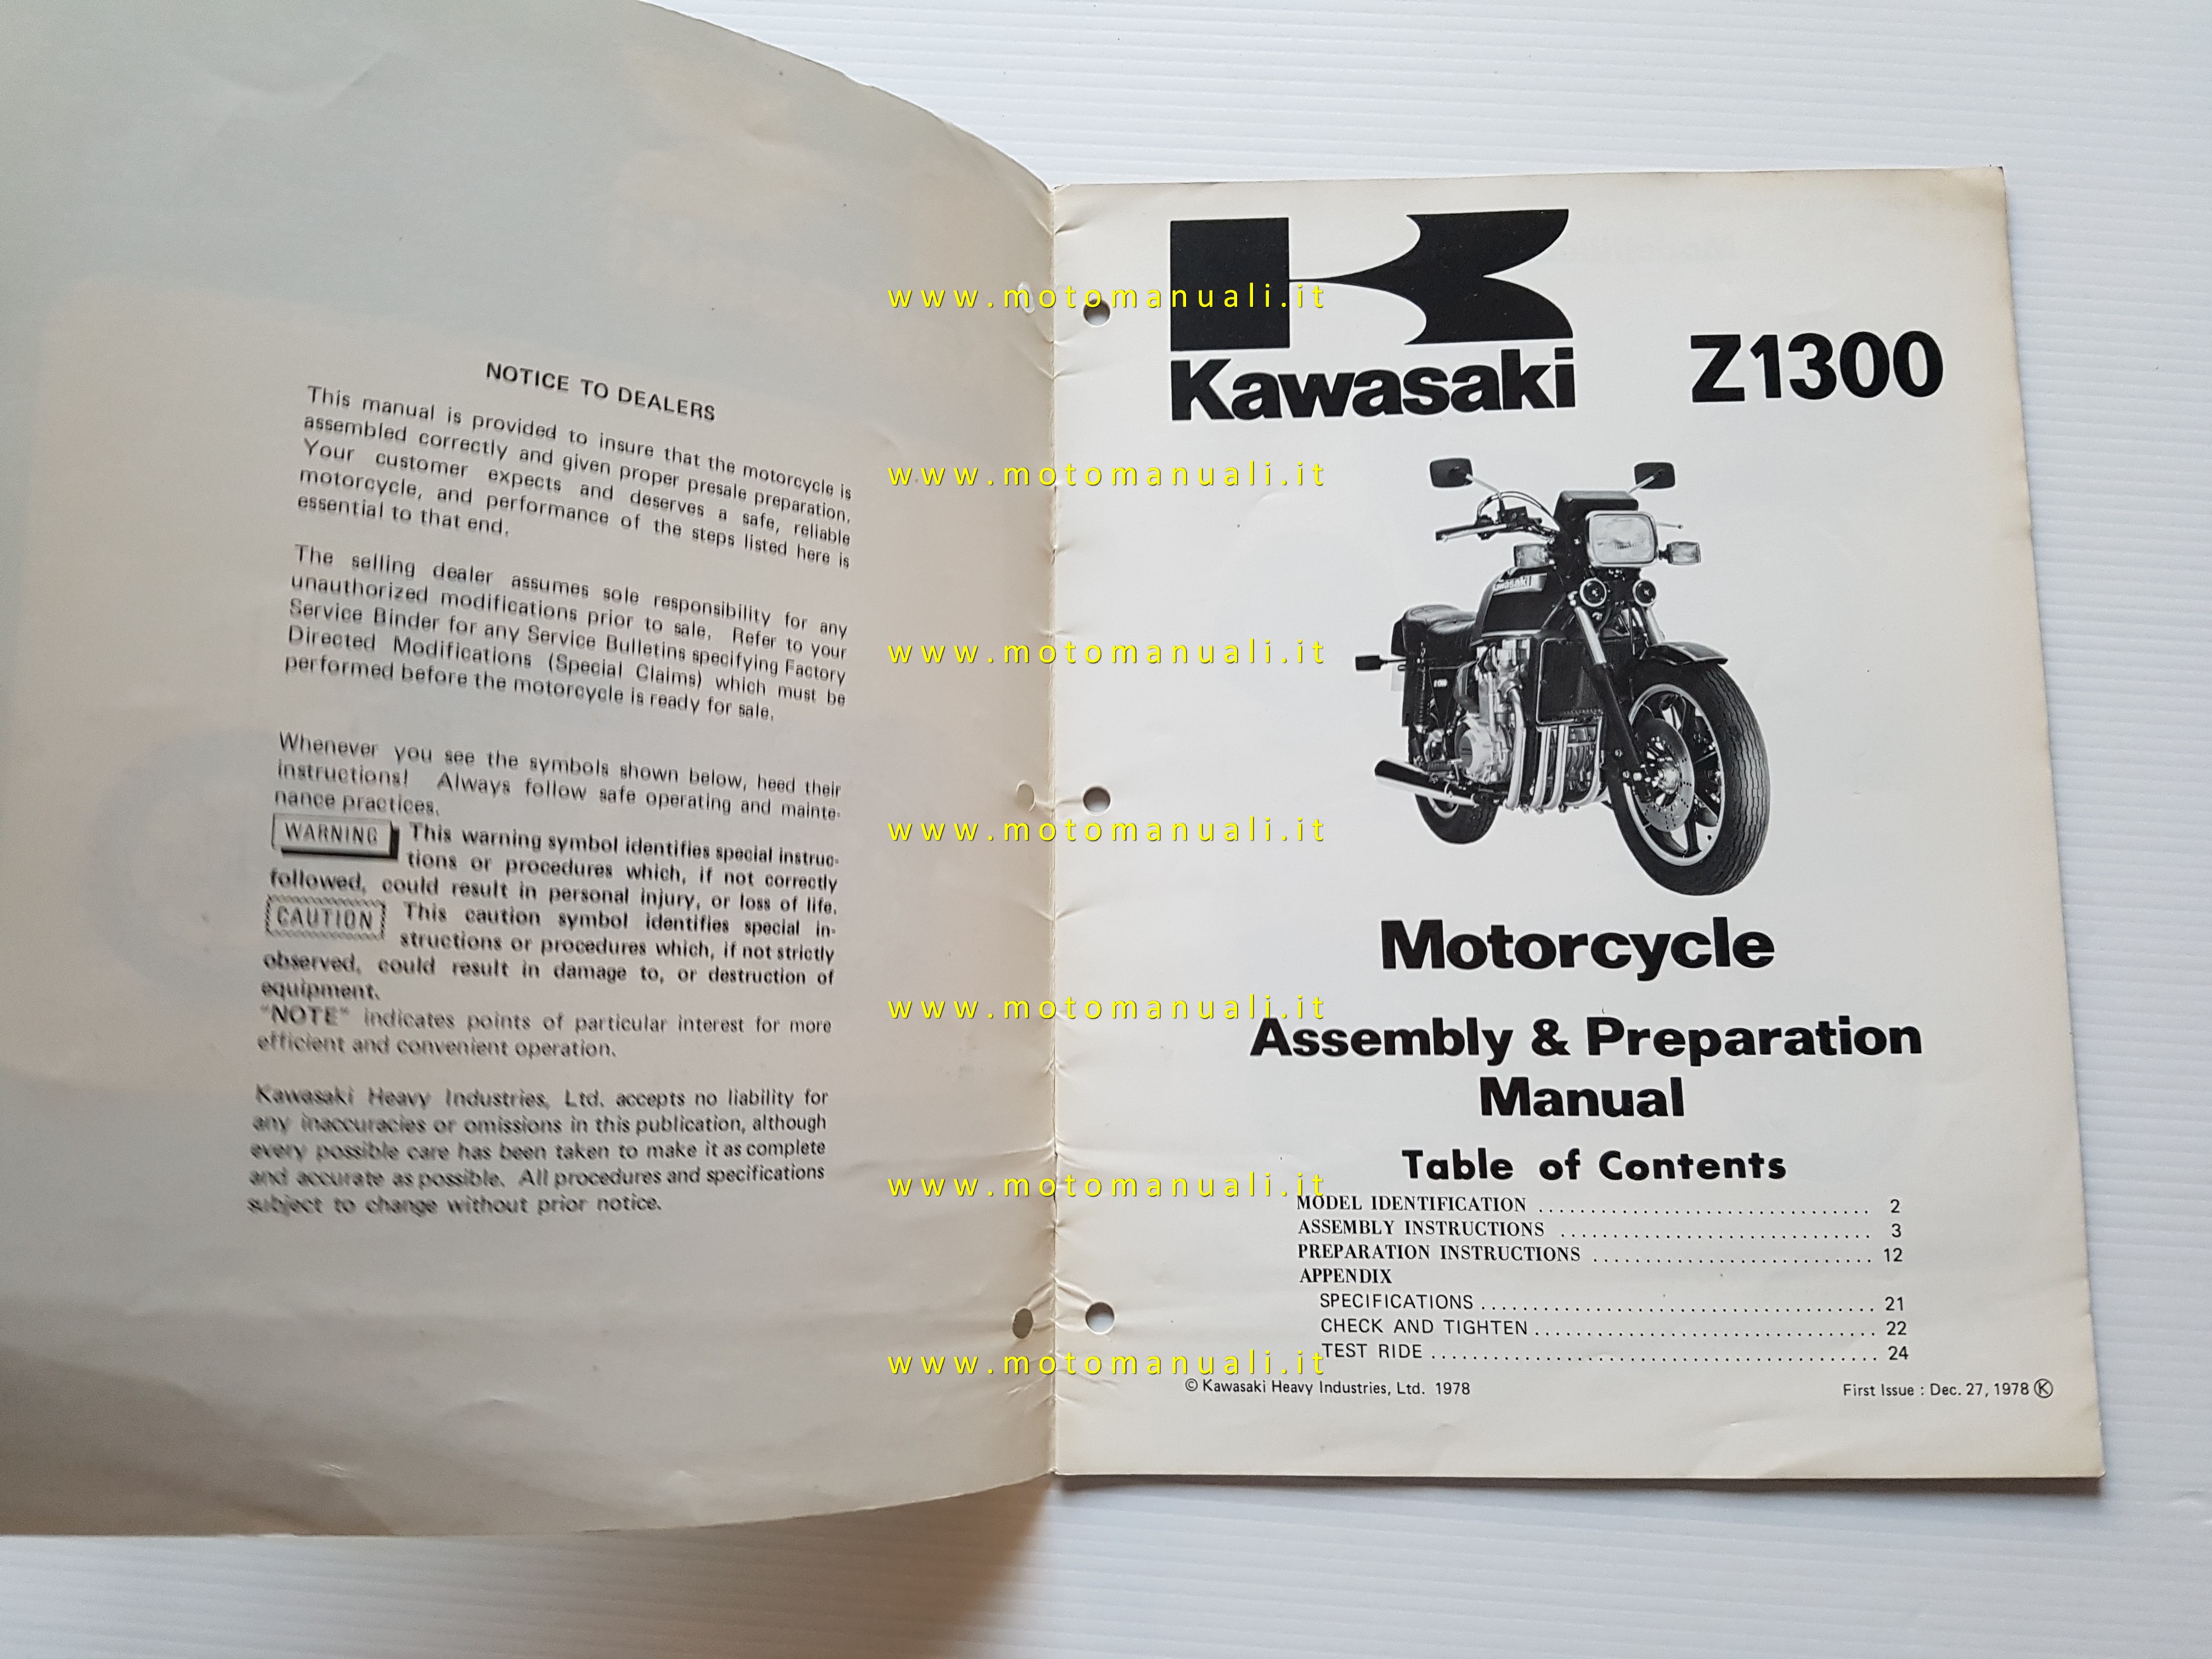 NOTICE TO DEALERS
This manual is provided to insure that the motorcycle is
assembled correctly and given proper presale preparation.
Your customer expects and deserves a safe, reliable
motorcycle, and performance of the steps listed here is
essential to that end.
The selling dealer assumes sole responsibility for any
unauthorized modifications prior to sale. Refer to your
Service Binder for any Service Bulletins specifying Factory
Directed Modifications (Special Claims) which must be
performed before the motorcycle is ready for sale.
Whenever you see the symbols shown below, heed their
instructions! Always follow safe operating and mainte-
nance practices.
WARNING This warning symbol identifies special instruc-
tions or procedures which, if not correctly
followed, could result in personal injury, or loss of life.
CAUTION This caution symbol identifies special in-
structions or procedures which, if not strictly
observed, could result in damage to, or destruction of
equipment.
"NOTE" indicates points of particular interest for more
efficient and convenient operation.
Kawasaki Heavy Industries, Ltd. accepts no liability for
any inaccuracies or omissions in this publication, although
every possible care has been taken to make it as complete
and accurate as possible. All procedures and specifications
subject to change without prior notice.
www.motomanuali.it
www.motomanuali.it
www.motomanuali.it
www.motomanuali.it
www.motomanuali.it
www.motomanuali.it
www.motomanuali.it
Kawasaki Z1300
Kawasaki
Motorcycle
Assembly & Preparation
Manual
Table of Contents
MODEL IDENTIFICATION ................................ 2
ASSEMBLY INSTRUCTIONS .............................. 3
PREPARATION INSTRUCTIONS ........................... 12
APPENDIX
SPECIFICATIONS ...................................... 21
CHECK AND TIGHTEN ................................. 22
TEST RIDE ........................................... 24
© Kawasaki Heavy Industries, Ltd. 1978
First Issue : Dec. 27, 1978 Ⓚ